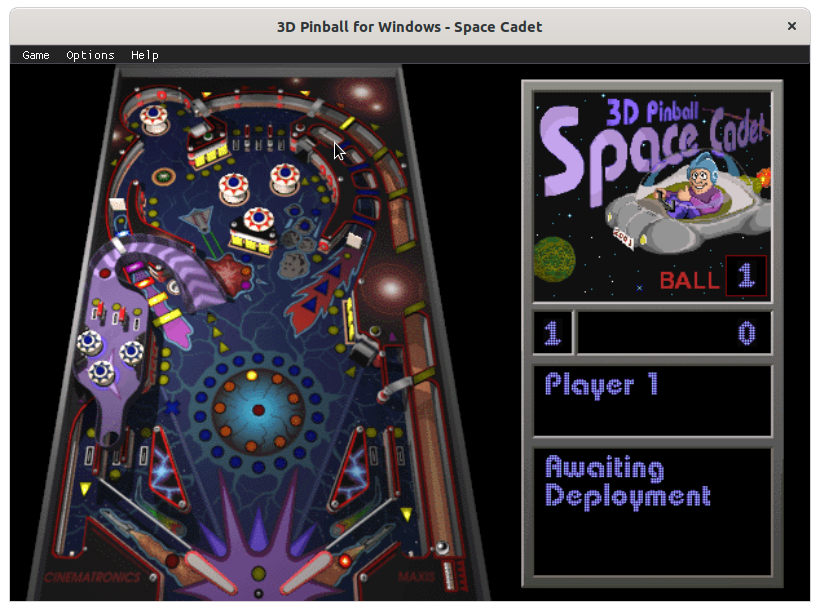 3D Pinball for Windows - Space Cadet
Game Options Help
3D Pinball
Space Cadet
BALL 1
1 0
Player 1
Awaiting
Deployment
CINEMATRONICS
MAXIS